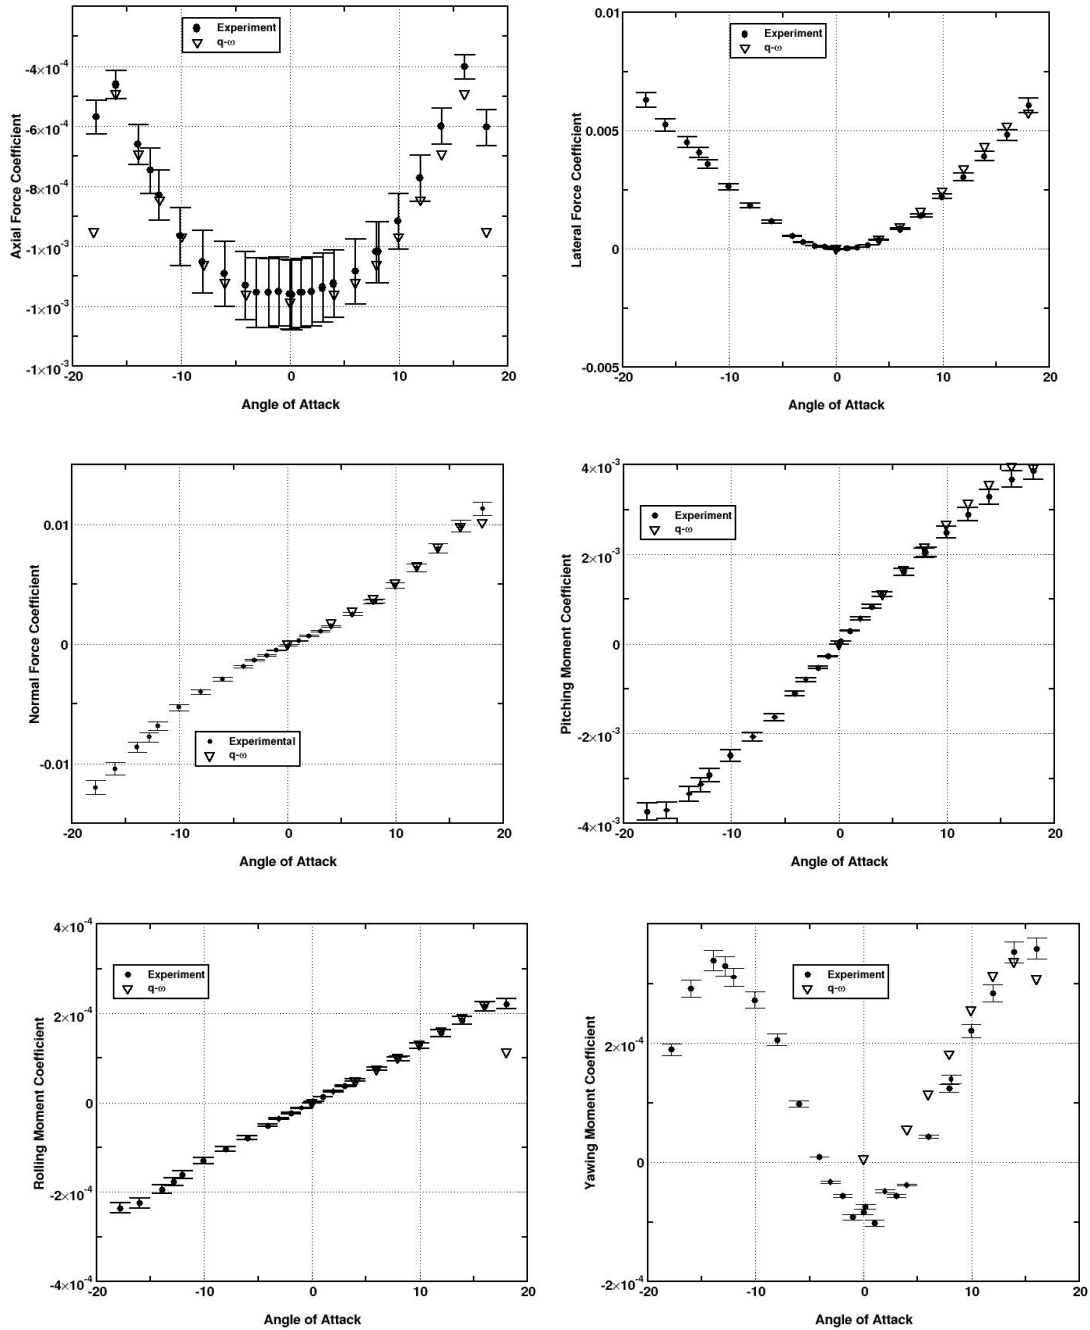 Experiment
q-ω
-4×10⁻⁴
-6×10⁻⁴
-8×10⁻⁴
-1×10⁻³
-1×10⁻³
-1×10⁻³
-20 -10 0 10 20
Axial Force Coefficient
Angle of Attack
Experiment
q-ω
0.01
0.005
0
-0.005
-20 -10 0 10 20
Lateral Force Coefficient
Angle of Attack
Experimental
q-ω
0.01
0
-0.01
-20 -10 0 10 20
Normal Force Coefficient
Angle of Attack
Experiment
q-ω
4×10⁻³
2×10⁻³
0
-2×10⁻³
-4×10⁻³
-20 -10 0 10 20
Pitching Moment Coefficient
Angle of Attack
Experiment
q-ω
4×10⁻⁴
2×10⁻⁴
0
-2×10⁻⁴
-4×10⁻⁴
-20 -10 0 10 20
Rolling Moment Coefficient
Angle of Attack
Experiment
q-ω
2×10⁻⁴
0
-2×10⁻⁴
-20 -10 0 10 20
Yawing Moment Coefficient
Angle of Attack